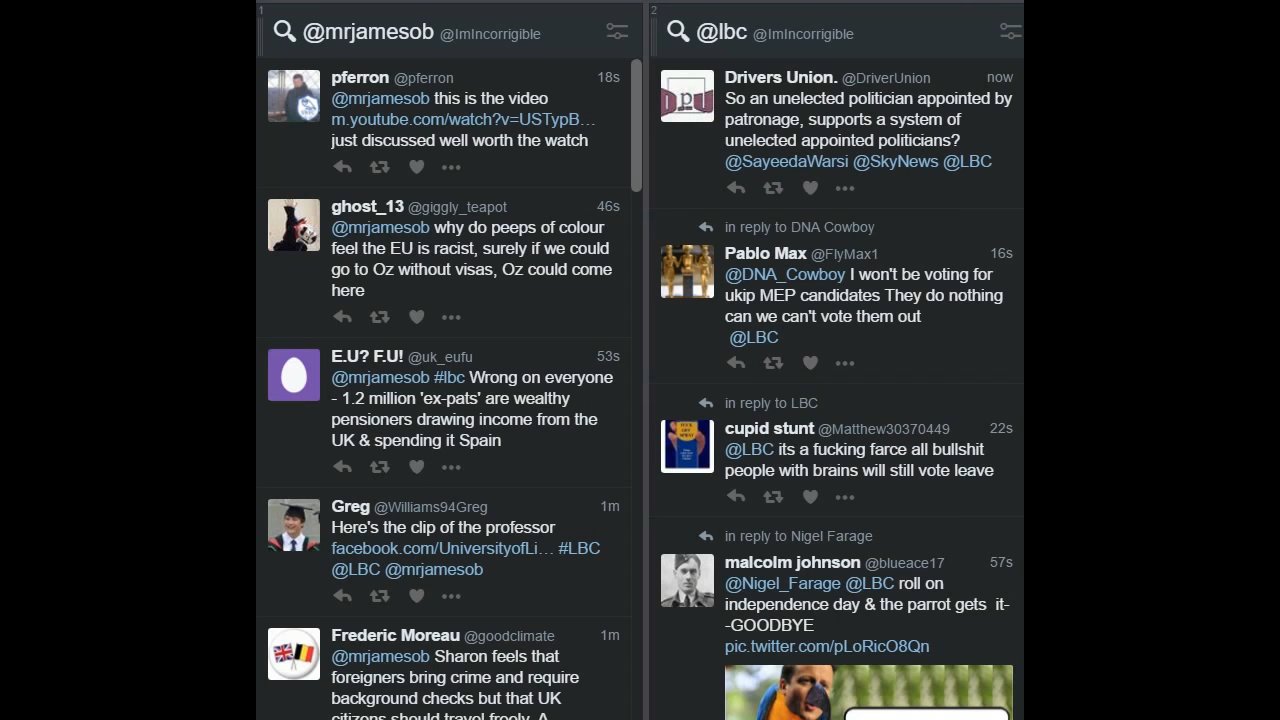 1
@mrjamesob @ImIncorrigible
pferron @pferron 18s
@mrjamesob this is the video
m.youtube.com/watch?v=USTypB…
just discussed well worth the watch
ghost_13 @giggly_teapot 46s
@mrjamesob why do peeps of colour
feel the EU is racist, surely if we could
go to Oz without visas, Oz could come
here
E.U? F.U! @uk_eufu 53s
@mrjamesob #lbc Wrong on everyone
- 1.2 million 'ex-pats' are wealthy
pensioners drawing income from the
UK & spending it Spain
Greg @Williams94Greg 1m
Here's the clip of the professor
facebook.com/UniversityofLi… #LBC
@LBC @mrjamesob
Frederic Moreau @goodclimate 1m
@mrjamesob Sharon feels that
foreigners bring crime and require
background checks but that UK
citizens should travel freely. A
2
@lbc @ImIncorrigible
Drivers Union. @DriverUnion now
So an unelected politician appointed by
patronage, supports a system of
unelected appointed politicians?
@SayeedaWarsi @SkyNews @LBC
in reply to DNA Cowboy
Pablo Max @FlyMax1 16s
@DNA_Cowboy I won't be voting for
ukip MEP candidates They do nothing
can we can't vote them out
@LBC
in reply to LBC
cupid stunt @Matthew30370449 22s
@LBC its a fucking farce all bullshit
people with brains will still vote leave
in reply to Nigel Farage
malcolm johnson @blueace17 57s
@Nigel_Farage @LBC roll on
independence day & the parrot gets it-
-GOODBYE
pic.twitter.com/pLoRicO8Qn